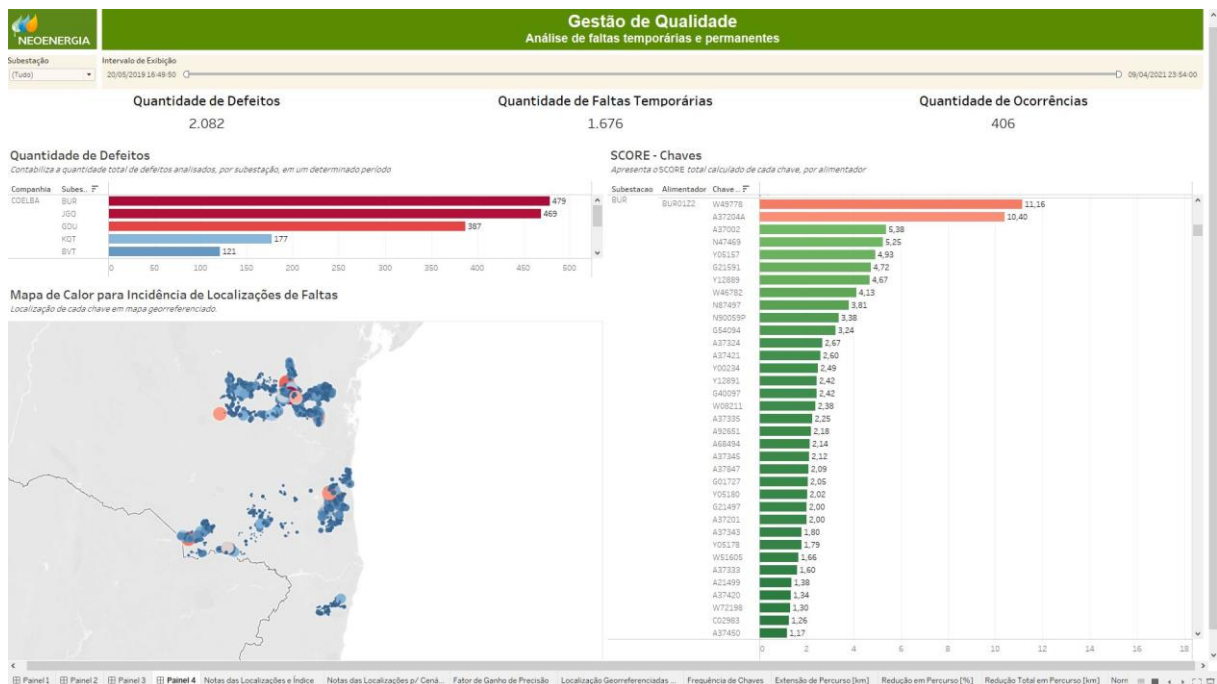 NEOENERGIA
Gestão de Qualidade
Análise de faltas temporárias e permanentes
Subestação
(Tudo)
Intervalo de Exibição
20/05/2019 16:49:50
09/04/2021 23:54:00
Quantidade de Defeitos
2.082
Quantidade de Faltas Temporárias
1.676
Quantidade de Ocorrências
406
Quantidade de Defeitos
Contabiliza a quantidade total de defeitos analisados, por subestação, em um determinado período
Companhia Subes..
COELBA BUR 479
JGQ 469
GDU 387
KQT 177
BVT 121
0 50 100 150 200 250 300 350 400 450 500
Mapa de Calor para Incidência de Localizações de Faltas
Localização de cada chave em mapa georreferenciado.
SCORE - Chaves
Apresenta o SCORE total calculado de cada chave, por alimentador
Subestacao Alimentador Chave ..
BUR BUR01Z2 W49778 11,16
A37204A 10,40
A37002 5,38
N47469 5,25
Y05157 4,93
G21591 4,72
Y12889 4,67
W46782 4,13
N87497 3,81
N90059P 3,38
G54094 3,24
A37324 2,67
A37421 2,60
Y00234 2,49
Y12891 2,42
G40097 2,42
W08211 2,38
A37335 2,25
A92651 2,18
A68494 2,14
A37345 2,12
A37847 2,09
G01727 2,05
Y05180 2,02
G21497 2,00
A37201 2,00
A37343 1,80
Y05178 1,79
W51605 1,66
A37333 1,60
A21499 1,38
A37420 1,34
W72198 1,30
C02983 1,26
A37450 1,17
0 2 4 6 8 10 12 14 16 18
Painel 1 Painel 2 Painel 3 Painel 4 Notas das Localizações e Índice Notas das Localizações p/ Cená... Fator de Ganho de Precisão Localização Georreferenciadas ... Frequência de Chaves Extensão de Percurso [km] Redução em Percurso [%] Redução Total em Percurso [km] Norr